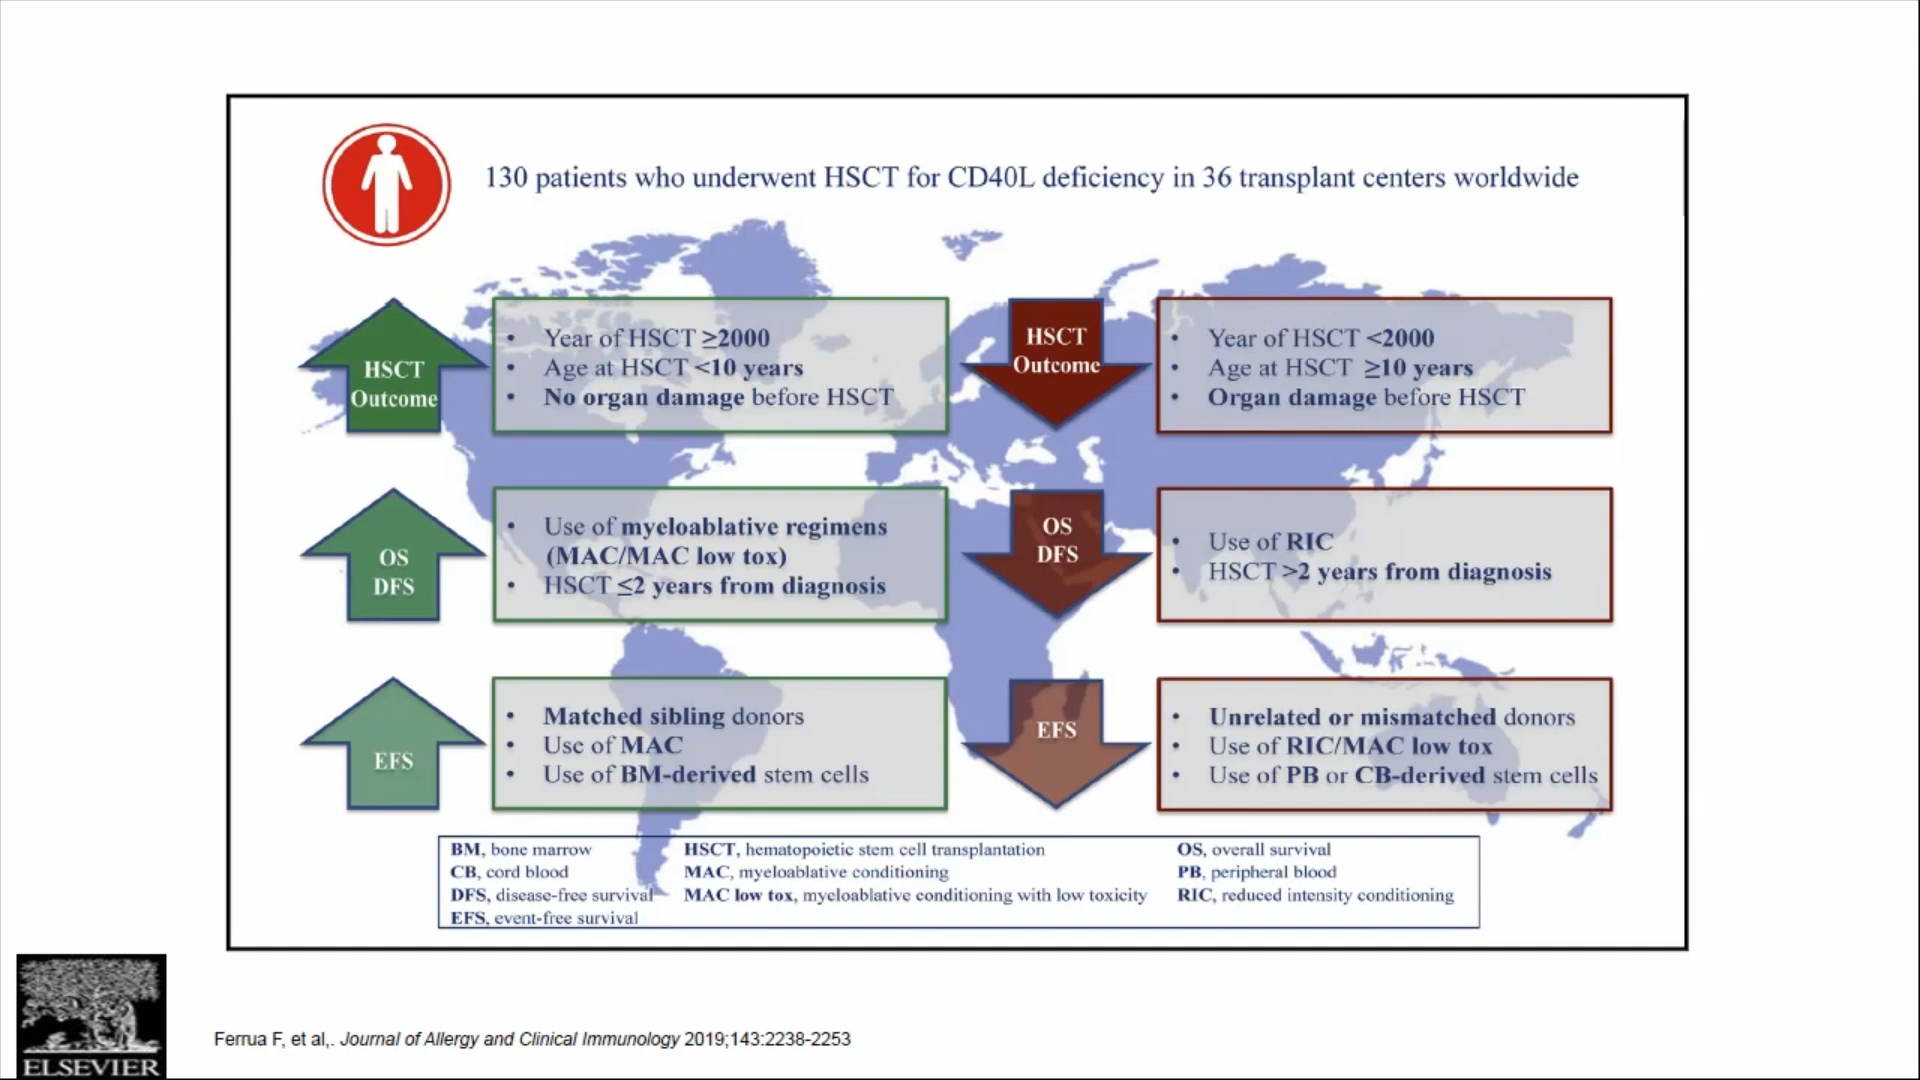 130 patients who underwent HSCT for CD40L deficiency in 36 transplant centers worldwide
HSCT
Outcome
• Year of HSCT ≥2000
• Age at HSCT <10 years
• No organ damage before HSCT
HSCT
Outcome
• Year of HSCT <2000
• Age at HSCT ≥10 years
• Organ damage before HSCT
OS
DFS
• Use of myeloablative regimens
(MAC/MAC low tox)
• HSCT ≤2 years from diagnosis
OS
DFS
• Use of RIC
• HSCT >2 years from diagnosis
EFS
• Matched sibling donors
• Use of MAC
• Use of BM-derived stem cells
EFS
• Unrelated or mismatched donors
• Use of RIC/MAC low tox
• Use of PB or CB-derived stem cells
BM, bone marrow
CB, cord blood
DFS, disease-free survival
EFS, event-free survival
HSCT, hematopoietic stem cell transplantation
MAC, myeloablative conditioning
MAC low tox, myeloablative conditioning with low toxicity
OS, overall survival
PB, peripheral blood
RIC, reduced intensity conditioning
ELSEVIER
Ferrua F, et al,. Journal of Allergy and Clinical Immunology 2019;143:2238-2253